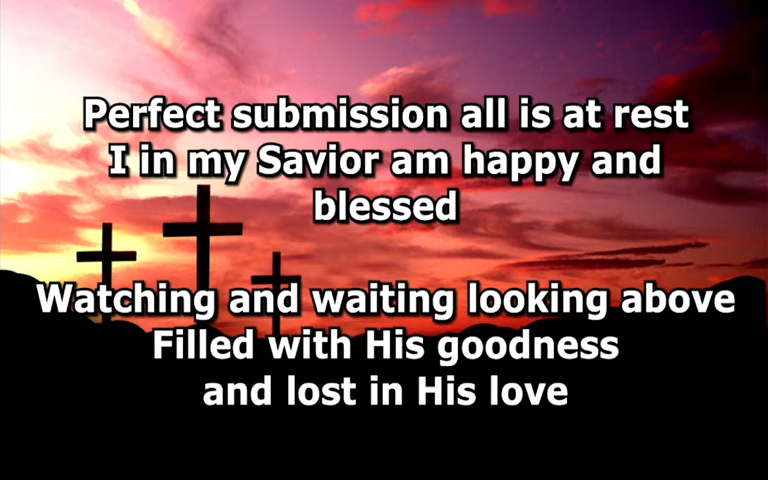 Perfect submission all is at rest
I in my Savior am happy and
blessed
Watching and waiting looking above
Filled with His goodness
and lost in His love